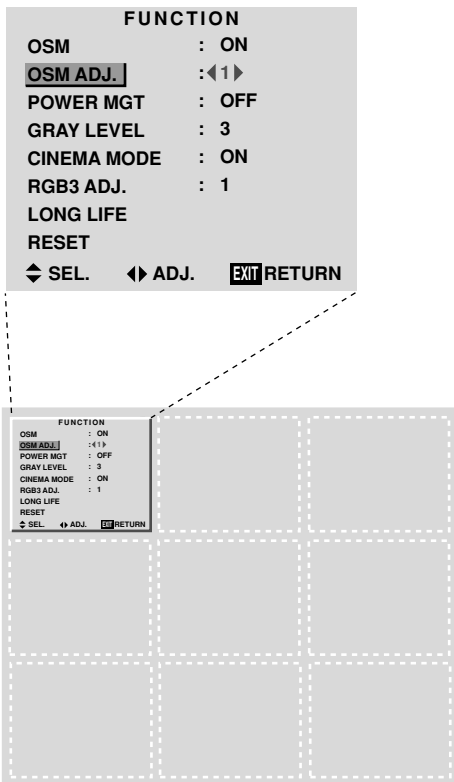 FUNCTION
OSM : ON
OSM ADJ. : ◀1▶
POWER MGT : OFF
GRAY LEVEL : 3
CINEMA MODE : ON
RGB3 ADJ. : 1
LONG LIFE
RESET
▲▼ SEL. ◀▶ ADJ. EXIT RETURN
FUNCTION
OSM : ON
OSM ADJ. : ◀1▶
POWER MGT : OFF
GRAY LEVEL : 3
CINEMA MODE : ON
RGB3 ADJ. : 1
LONG LIFE
RESET
▲▼ SEL. ◀▶ ADJ. EXIT RETURN